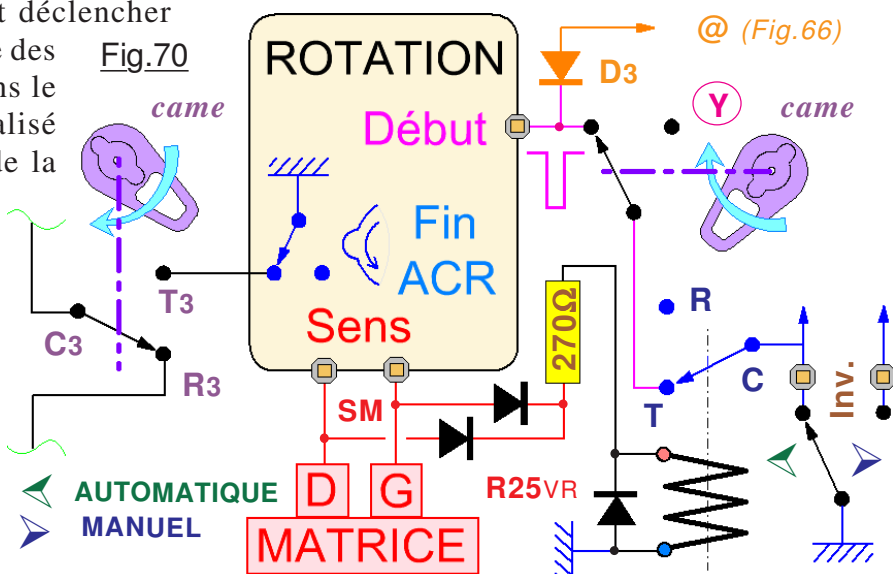 t déclencher
e des
ns le
alisé
le la
Fig.70
came
ROTATION
Début
Fin
ACR
Sens
@ (Fig.66)
D3
Y
came
T3
C3
R3
270Ω
R
C
T
Inv.
SM
D G
MATRICE
R25VR
AUTOMATIQUE
MANUEL